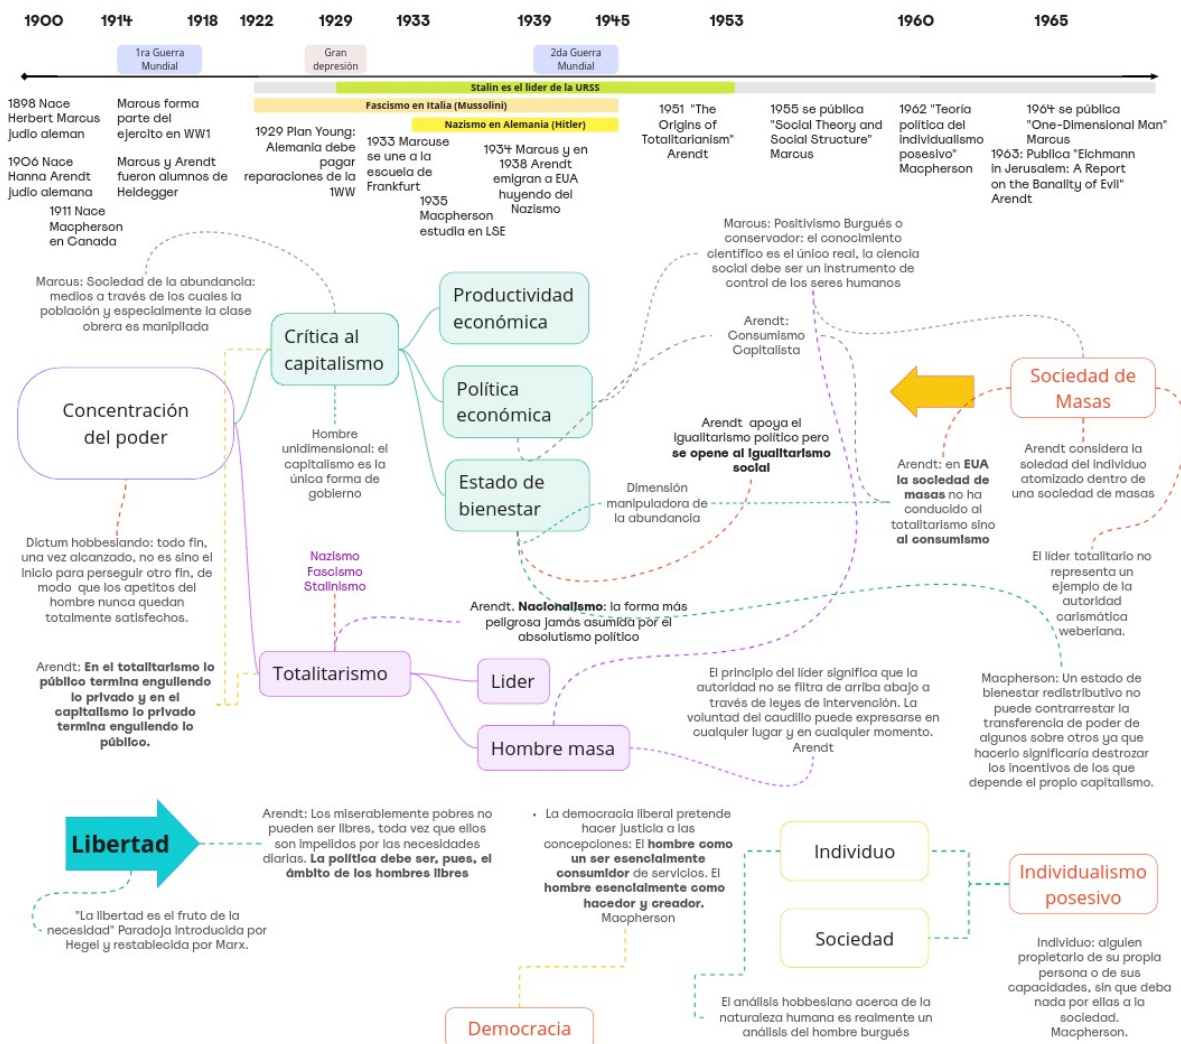 1900
1914
1918
1922
1929
1933
1939
1945
1953
1960
1965
1ra Guerra
Mundial
Gran
depresión
2da Guerra
Mundial
Stalin es el lider de la URSS
Fascismo en Italia (Mussolini)
Nazismo en Alemania (Hitler)
1898 Nace
Herbert Marcus
judio aleman
1906 Nace
Hanna Arendt
judio alemana
1911 Nace
Macpherson
en Canada
Marcus forma
parte del
ejercito en WW1
Marcus y Arendt
fueron alumnos de
Heidegger
1929 Plan Young:
Alemania debe
pagar
reparaciones de la
1WW
1933 Marcuse
se une a la
escuela de
Frankfurt
1935
Macpherson
estudia en LSE
1934 Marcus y en
1938 Arendt
emigran a EUA
huyendo del
Nazismo
1951 "The
Origins of
Totalitarianism"
Arendt
1955 se pública
"Social Theory and
Social Structure"
Marcus
1962 "Teoría
política del
individualismo
posesivo"
Macpherson
1964 se pública
"One-Dimensional Man"
Marcus
1963: Publica "Eichmann
in Jerusalem: A Report
on the Banality of Evil"
Arendt
Marcus: Sociedad de la abundancia:
medios a través de los cuales la
población y especialmente la clase
obrera es manipilada
Crítica al
capitalismo
Productividad
económica
Política
económica
Estado de
bienestar
Marcus: Positivismo Burgués o
conservador: el conocimiento
científico es el único real, la ciencia
social debe ser un instrumento de
control de los seres humanos
Arendt:
Consumismo
Capitalista
Sociedad de
Masas
Concentración
del poder
Hombre
unidimensional: el
capitalismo es la
única forma de
gobierno
Arendt apoya el
igualitarismo político pero
se opene al igualitarismo
social
Dimensión
manipuladora de
la abundancia
Arendt: en EUA
la sociedad de
masas no ha
conducido al
totalitarismo sino
al consumismo
Arendt considera la
soledad del individuo
atomizado dentro de
una sociedad de masas
El líder totalitario no
representa un
ejemplo de la
autoridad
carismática
weberiana.
Dictum hobbesiando: todo fin,
una vez alcanzado, no es sino el
inicio para perseguir otro fin, de
modo que los apetitos del
hombre nunca quedan
totalmente satisfechos.
Nazismo
Fascismo
Stalinismo
Arendt. Nacionalismo: la forma más
peligrosa jamás asumida por el
absolutismo político
Arendt: En el totalitarismo lo
público termina engullendo
lo privado y en el
capitalismo lo privado
termina engullendo lo
público.
Totalitarismo
Lider
Hombre masa
El principio del líder significa que la
autoridad no se filtra de arriba abajo a
través de leyes de intervención. La
voluntad del caudillo puede expresarse en
cualquier lugar y en cualquier momento.
Arendt
Macpherson: Un estado de
bienestar redistributivo no
puede contrarrestar la
transferencia de poder de
algunos sobre otros ya que
hacerlo significaría destrozar
los incentivos de los que
depende el propio capitalismo.
Libertad
Arendt: Los miserablemente pobres no
pueden ser libres, toda vez que ellos
son impelidos por las necesidades
diarias. La política debe ser, pues, el
ámbito de los hombres libres
"La libertad es el fruto de la
necesidad" Paradoja introducida por
Hegel y restablecida por Marx.
• La democracia liberal pretende
hacer justicia a las
concepciones: El hombre como
un ser esencialmente
consumidor de servicios. El
hombre esencialmente como
hacedor y creador.
Macpherson
Democracia
Individuo
Sociedad
Individualismo
posesivo
El análisis hobbesiano acerca de la
naturaleza humana es realmente un
análisis del hombre burgués
Individuo: alguien
propietario de su propia
persona o de sus
capacidades, sin que deba
nada por ellas a la
sociedad.
Macpherson.